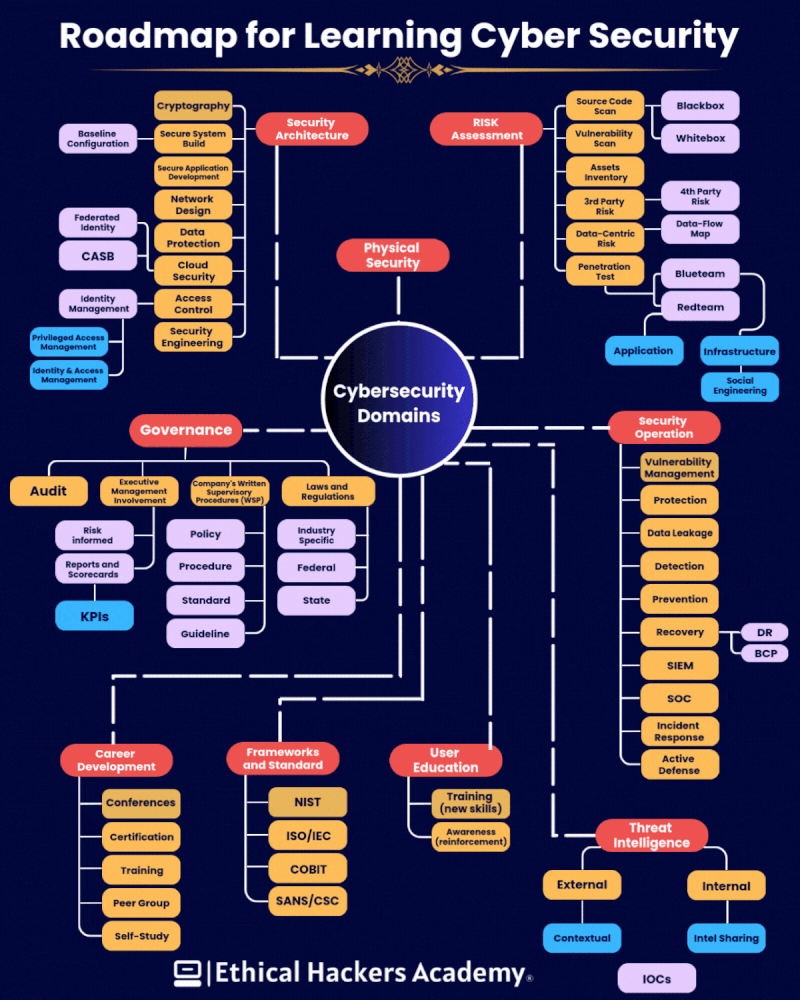 Roadmap for Learning Cyber Security
Cryptography
Baseline
Configuration
Secure System
Build
Secure Application
Development
Network
Design
Federated
Identity
CASB
Data
Protection
Cloud
Security
Identity
Management
Access
Control
Privileged Access
Management
Identity & Access
Management
Security
Engineering
Security
Architecture
RISK
Assessment
Source Code
Scan
Blackbox
Whitebox
Vulnerability
Scan
Assets
Inventory
3rd Party
Risk
4th Party
Risk
Data-Centric
Risk
Data-Flow
Map
Penetration
Test
Blueteam
Redteam
Application
Infrastructure
Social
Engineering
Physical
Security
Cybersecurity
Domains
Governance
Audit
Executive
Management
Involvement
Company's Written
Supervisory
Procedures (WSP)
Laws and
Regulations
Risk
informed
Reports and
Scorecards
KPIs
Policy
Procedure
Standard
Guideline
Industry
Specific
Federal
State
Security
Operation
Vulnerability
Management
Protection
Data Leakage
Detection
Prevention
Recovery
DR
BCP
SIEM
SOC
Incident
Response
Active
Defense
Career
Development
Conferences
Certification
Training
Peer Group
Self-Study
Frameworks
and Standard
NIST
ISO/IEC
COBIT
SANS/CSC
User
Education
Training
(new skills)
Awareness
(reinforcement)
Threat
Intelligence
External
Internal
Contextual
Intel Sharing
IOCs
Ethical Hackers Academy®